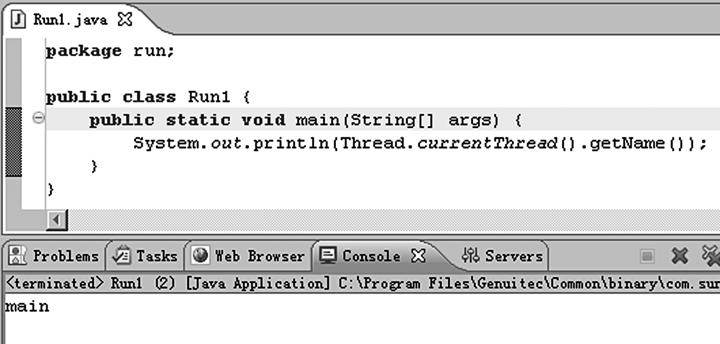 Run1.java
package run;
public class Run1 {
public static void main(String[] args) {
System.out.println(Thread.currentThread().getName());
}
}
Problems Tasks Web Browser Console Servers
<terminated> Run1 (2) [Java Application] C:\Program Files\Genuitec\Common\binary\com.sun
main